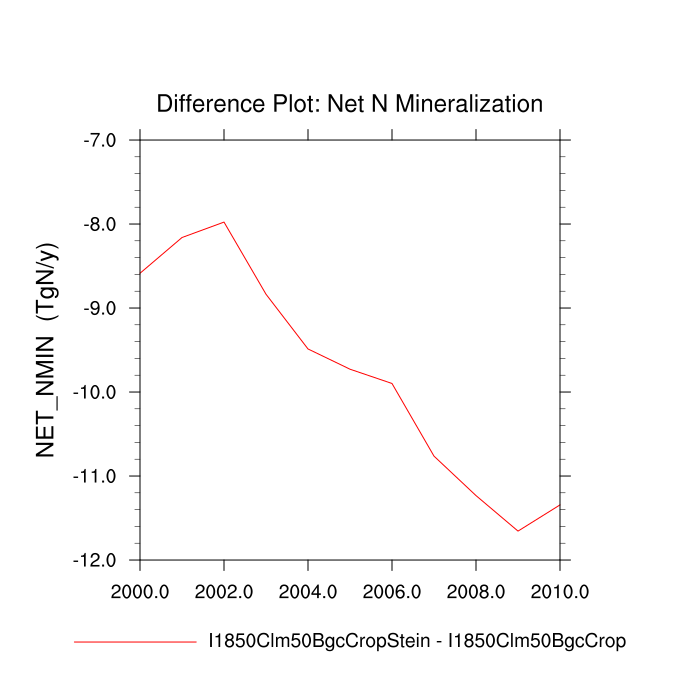 Difference Plot: Net N Mineralization
-7.0
-8.0
-9.0
-10.0
-11.0
-12.0
NET_NMIN (TgN/y)
2000.0 2002.0 2004.0 2006.0 2008.0 2010.0
I1850Clm50BgcCropStein - I1850Clm50BgcCrop